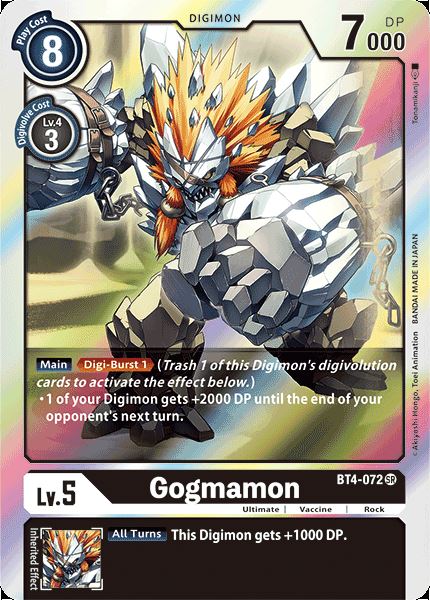 DIGIMON
Play Cost
8
7000
DP
Digivolve Cost
Lv.4
3
Tonamikanji
Main Digi-Burst 1 (Trash 1 of this Digimon's digivolution
cards to activate the effect below.)
・1 of your Digimon gets +2000 DP until the end of your
opponent's next turn.
© Akiyoshi Hongo, Toei Animation BANDAI MADE IN JAPAN
BT4-072 SR
Lv.5
Gogmamon
Ultimate | Vaccine | Rock
Inherited Effect
All Turns This Digimon gets +1000 DP.